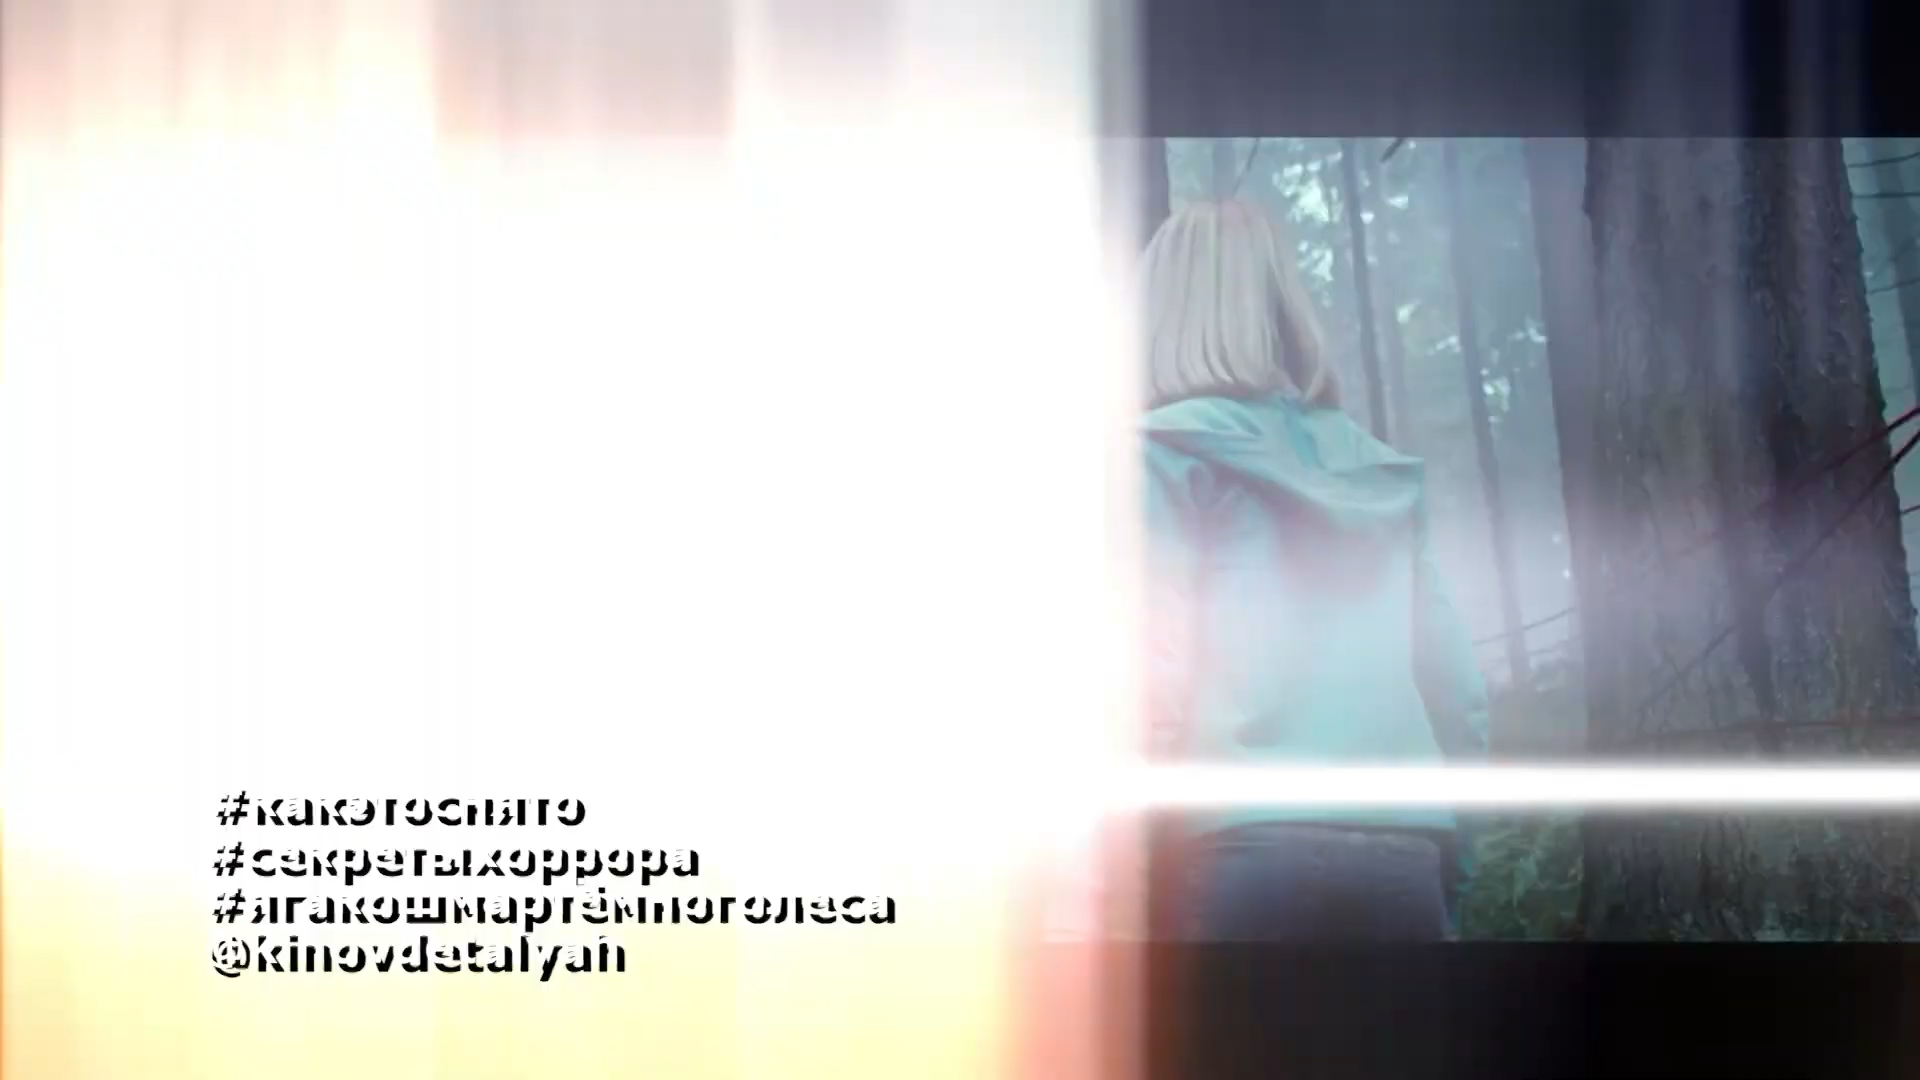 #какэтоснято
#секретыхоррора
#ягакошмартёмноголеса
@kinovdetalyah